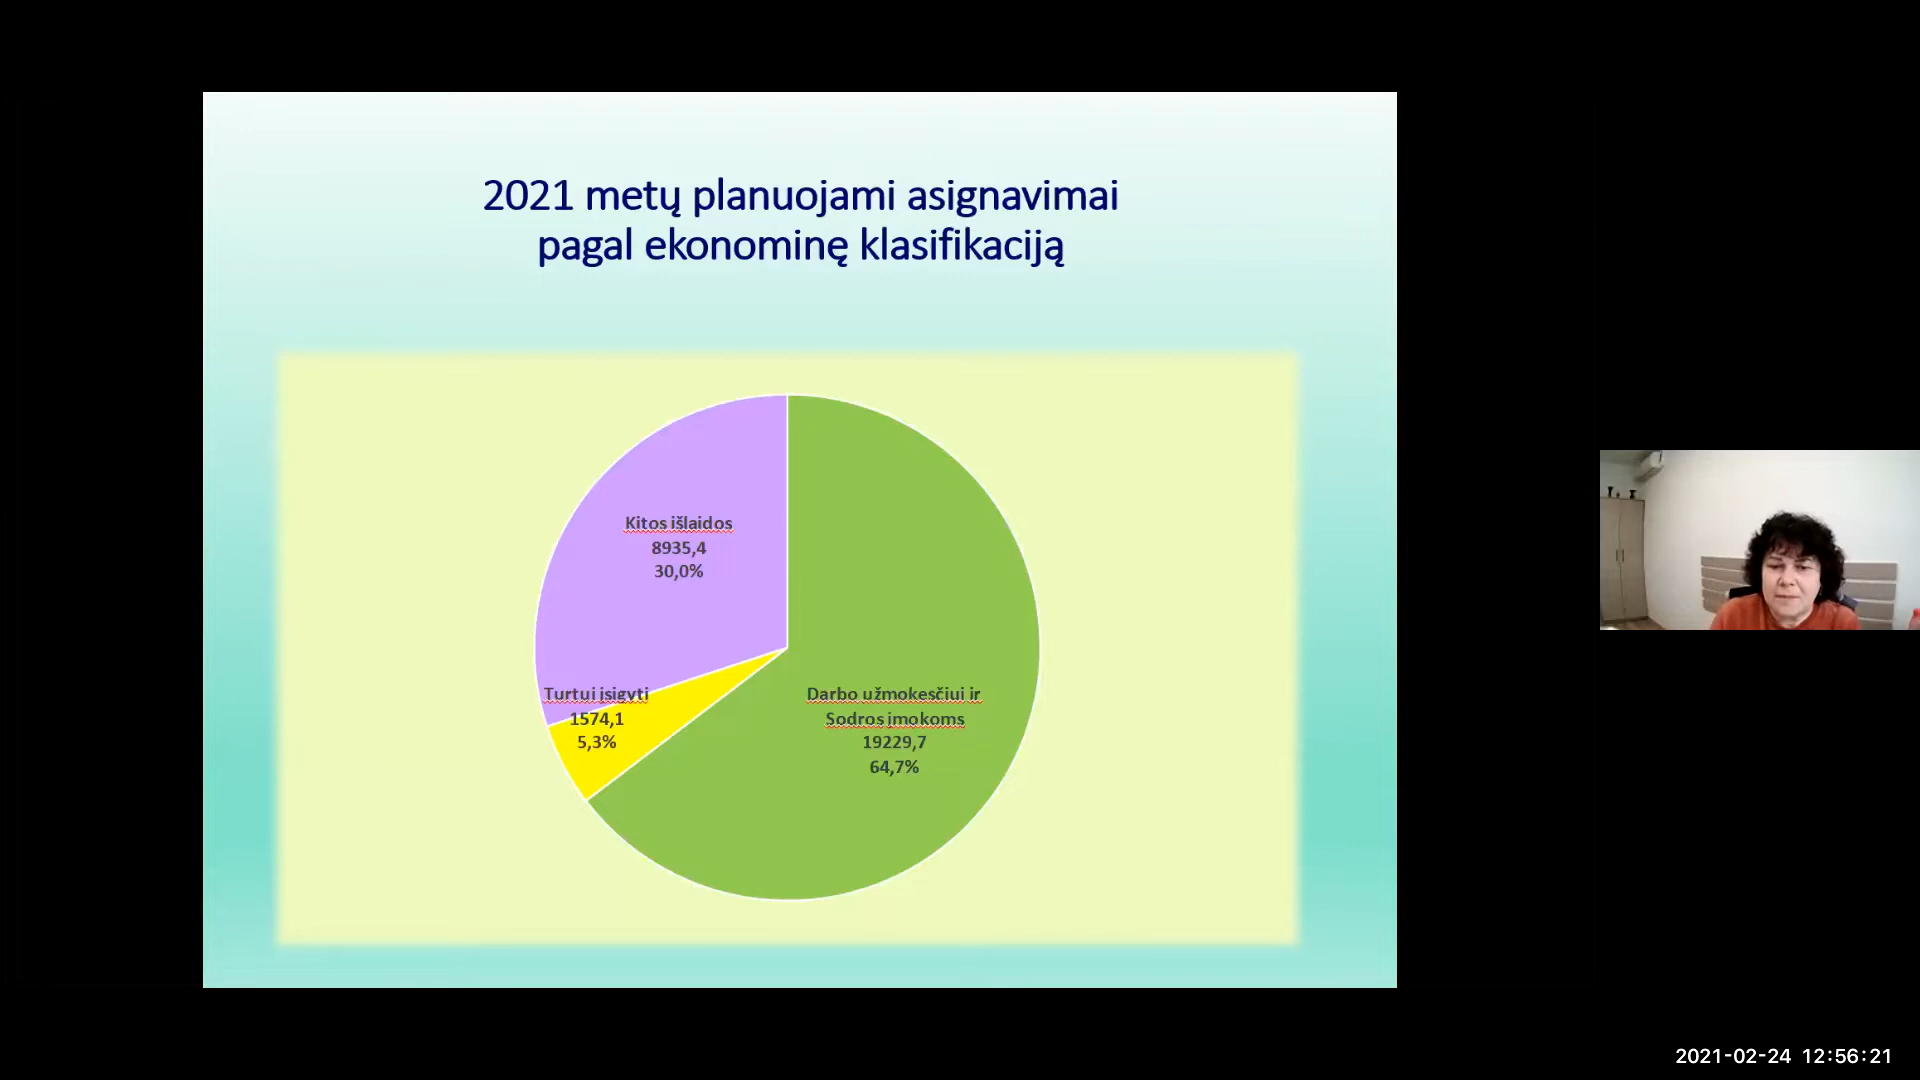 2021 metų planuojami asignavimai
pagal ekonominę klasifikaciją
Kitos išlaidos
8935,4
30,0%
Turtui įsigyti
1574,1
5,3%
Darbo užmokesčiui ir
Sodros įmokoms
19229,7
64,7%
2021-02-24 12:56:21